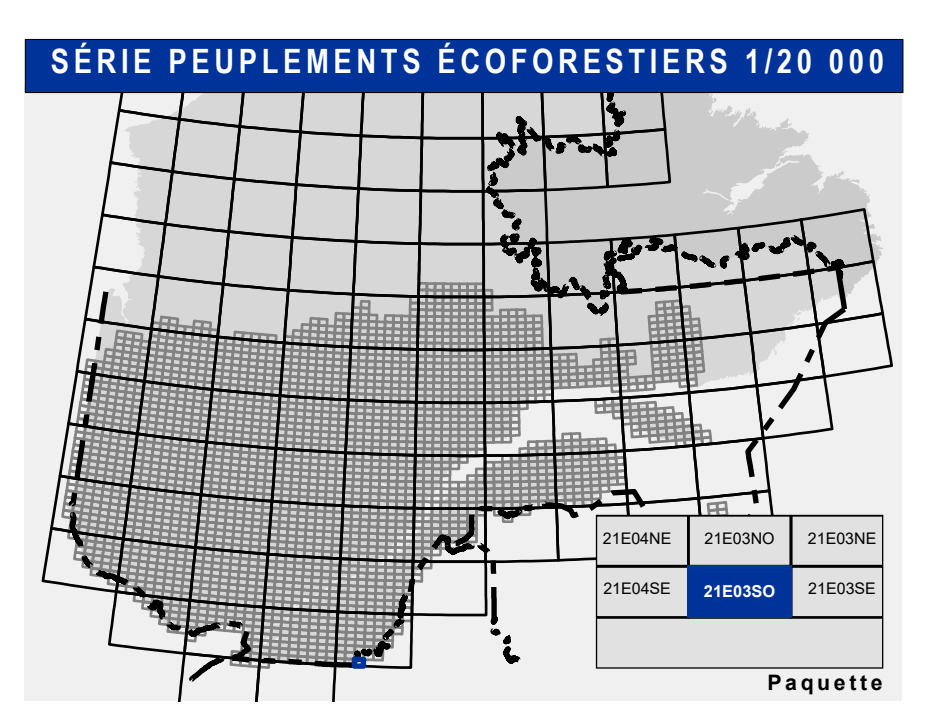 SÉRIE PEUPLEMENTS ÉCOFORESTIERS 1/20 000
21E04NE 21E03NO 21E03NE
21E04SE 21E03SO 21E03SE
Paquette